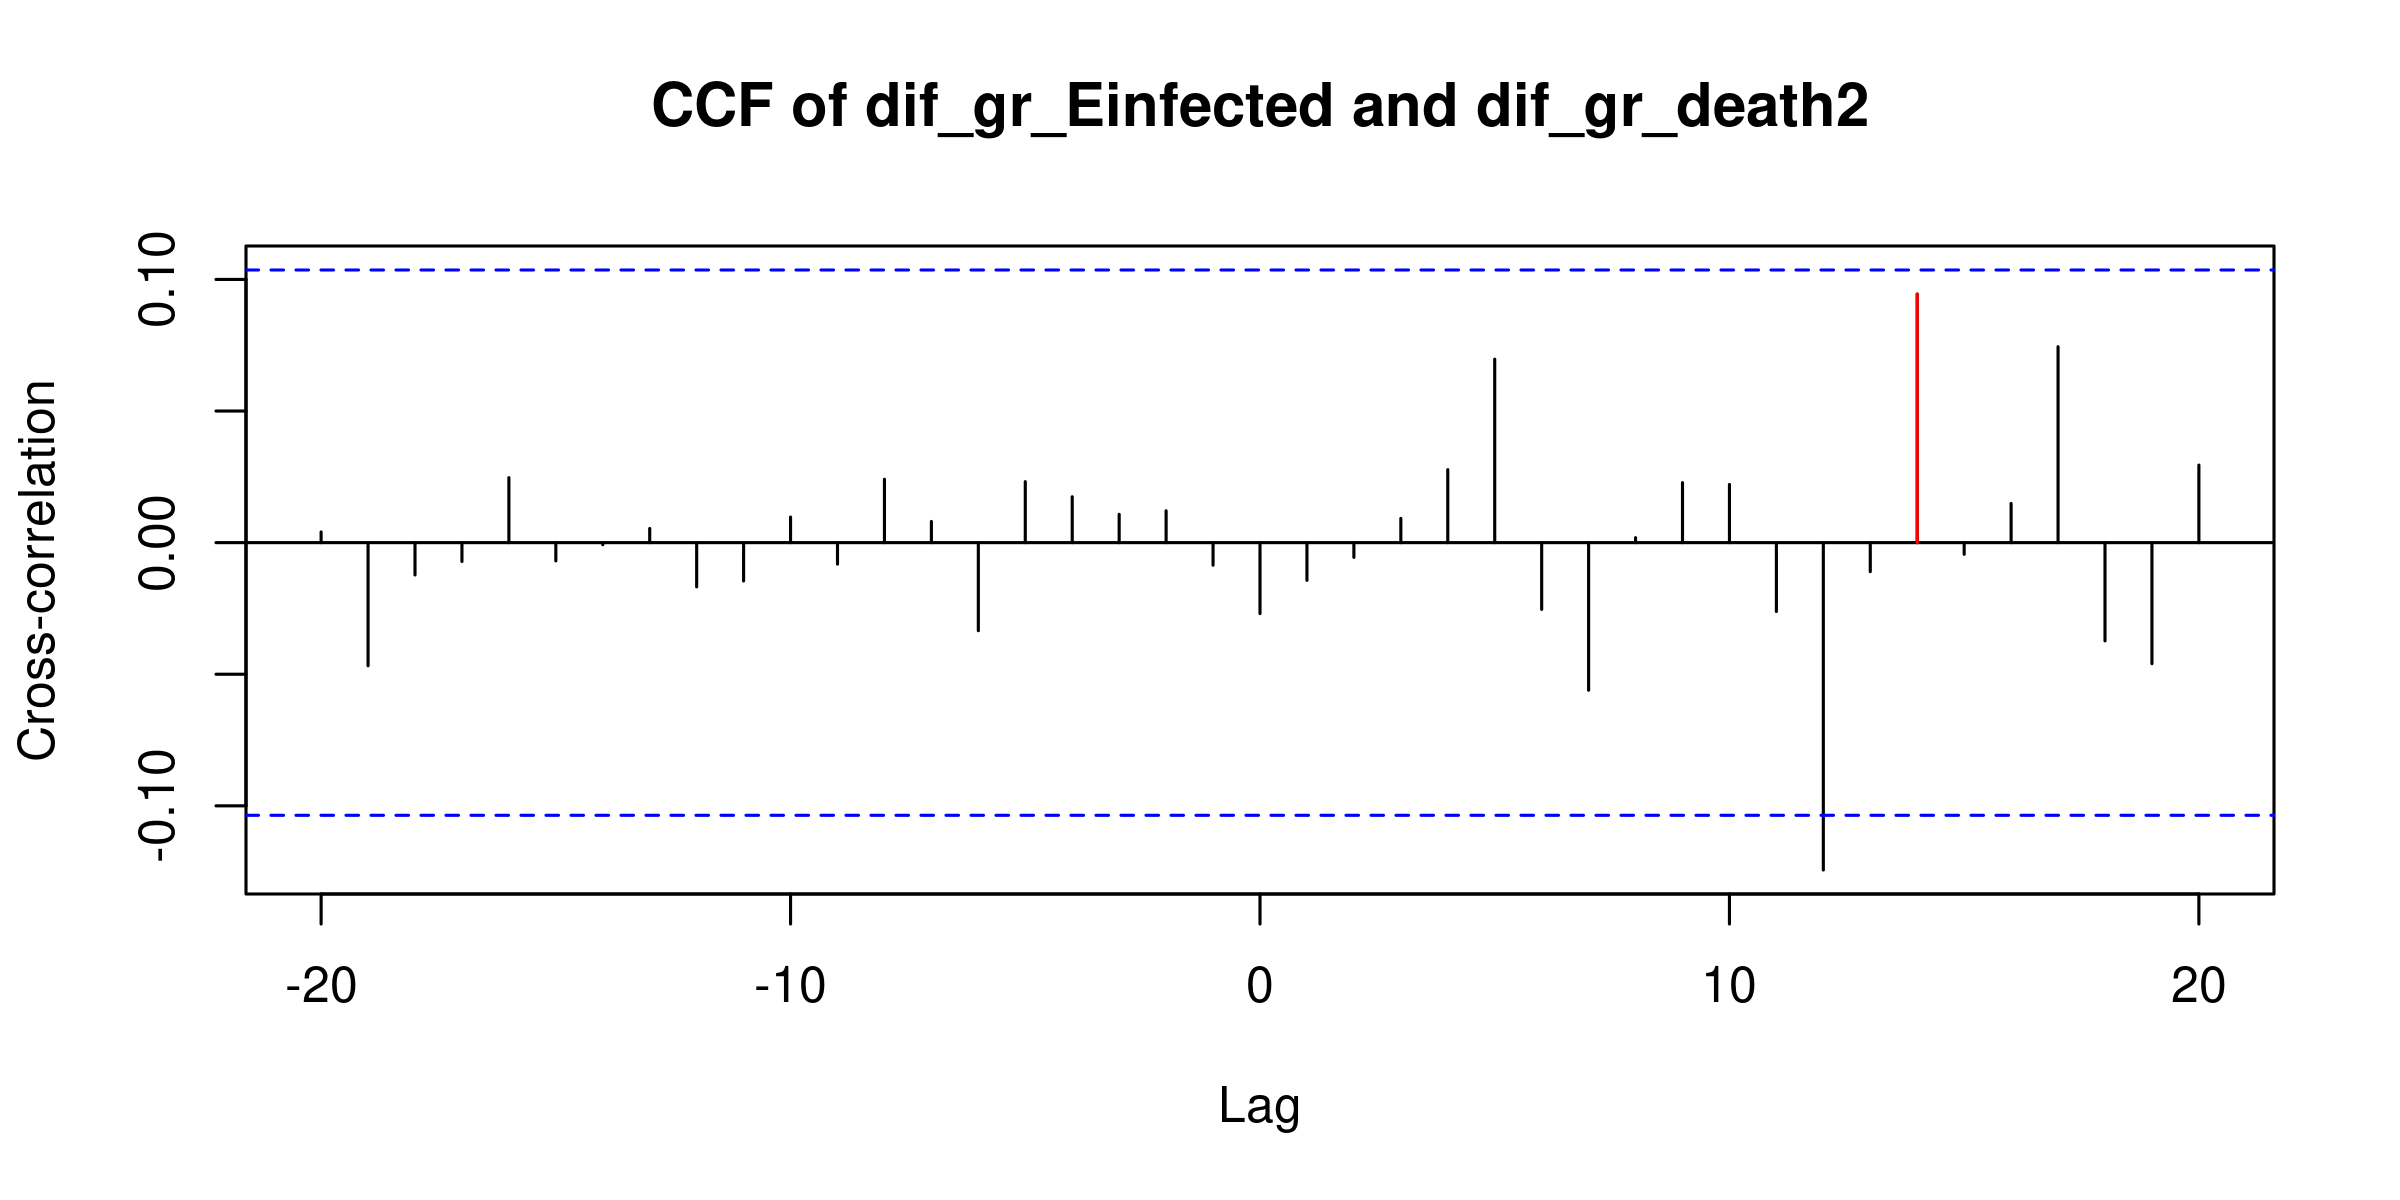 CCF of dif_gr_Einfected and dif_gr_death2
Cross-correlation
0.10
0.00
-0.10
-20 -10 0 10 20
Lag